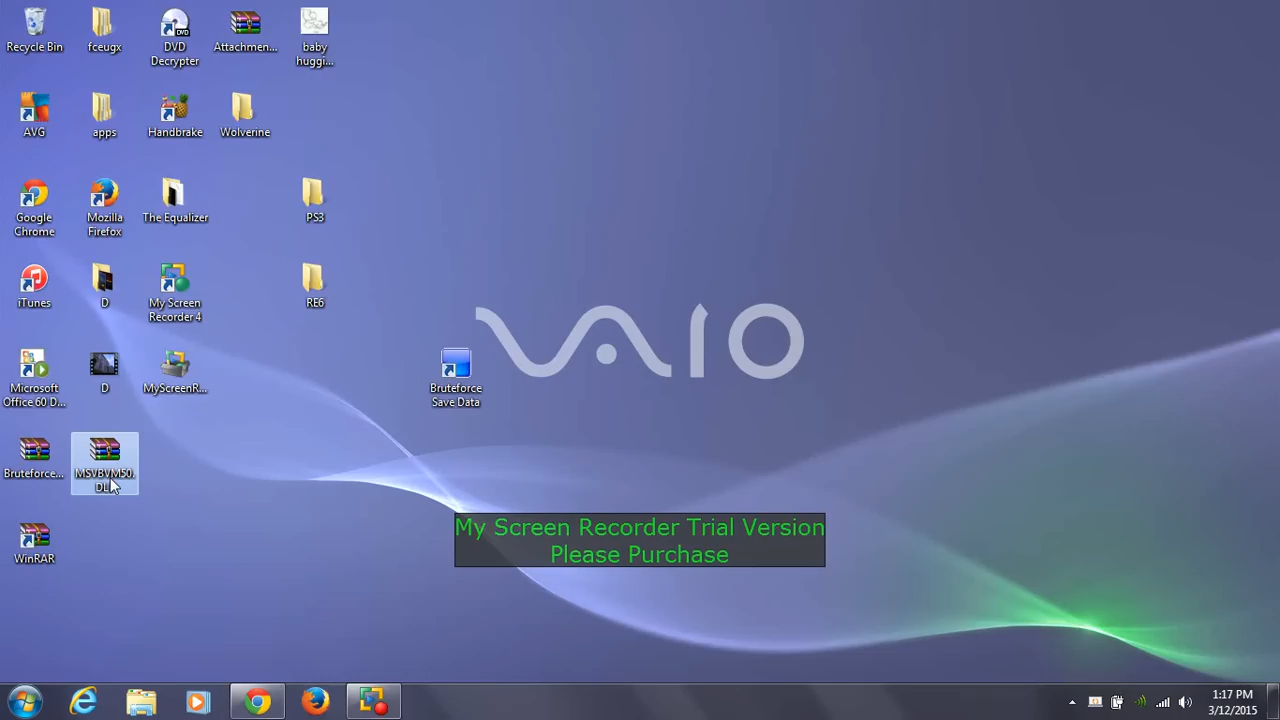 Recycle Bin
fceugx
DVD
Decrypter
Attachmen...
baby
huggi...
AVG
apps
Handbrake
Wolverine
Google
Chrome
Mozilla
Firefox
The Equalizer
PS3
iTunes
D
My Screen
Recorder 4
RE6
Microsoft
Office 60 D...
D
MyScreenR...
Bruteforce
Save Data
VAIO
Bruteforce...
MSVBVM50.
DLL
WinRAR
My Screen Recorder Trial Version
Please Purchase
1:17 PM
3/12/2015